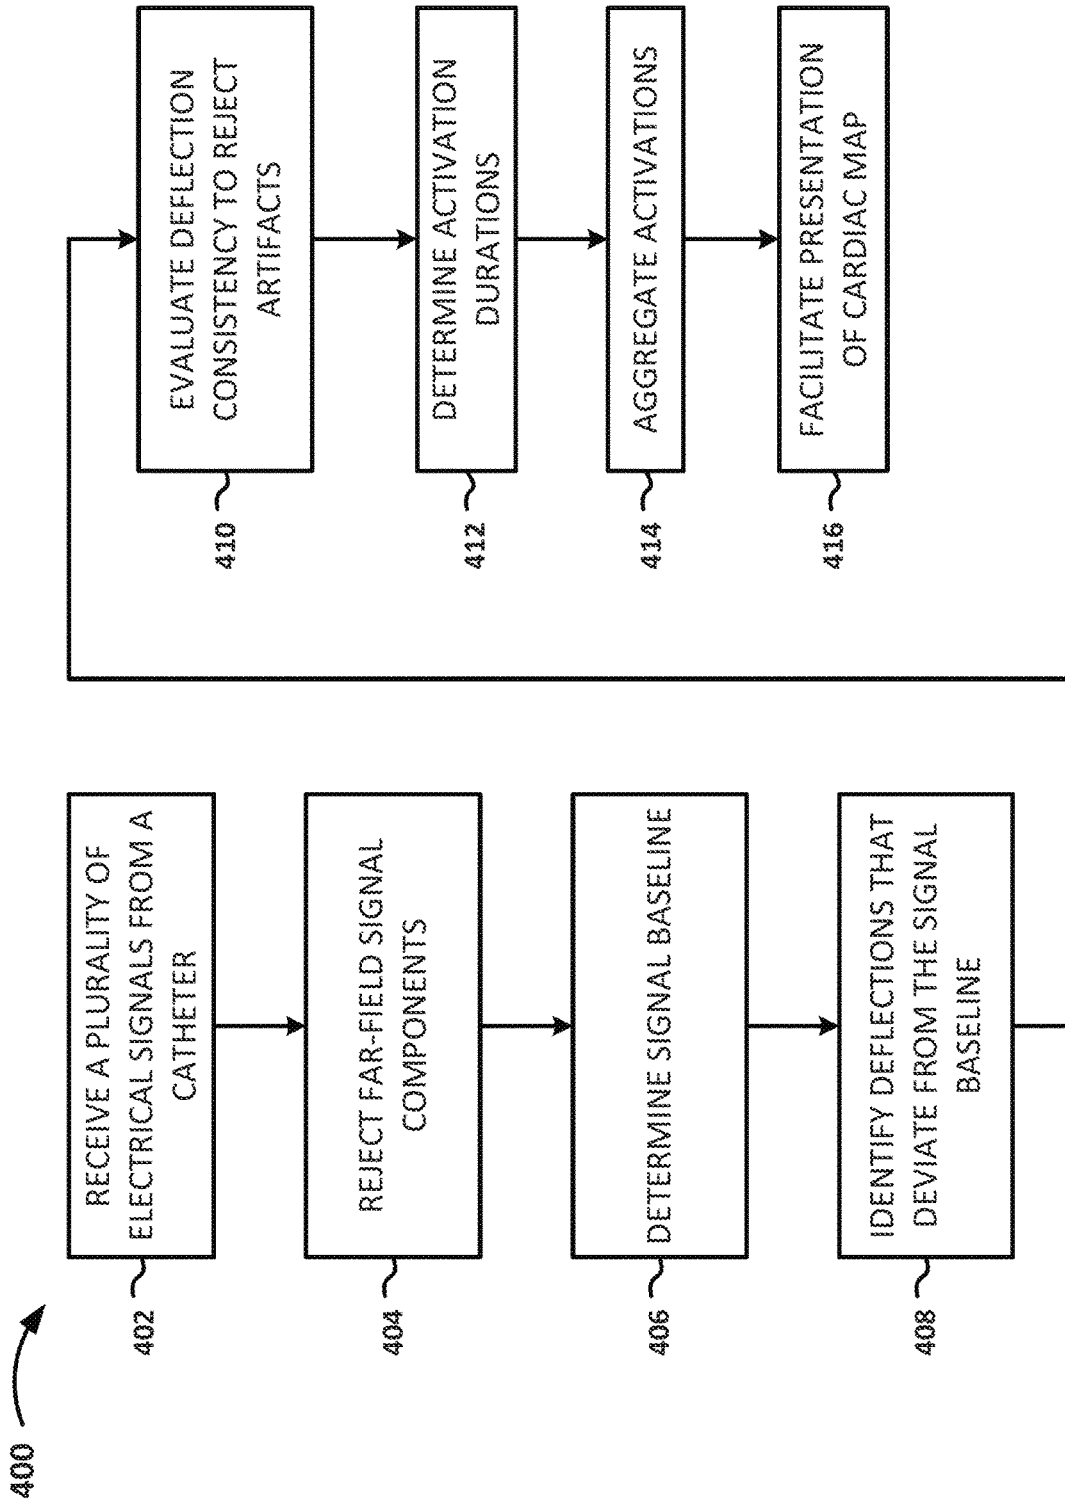 400
402
RECEIVE A PLURALITY OF
ELECTRICAL SIGNALS FROM A
CATHETER
404
REJECT FAR-FIELD SIGNAL
COMPONENTS
406
DETERMINE SIGNAL BASELINE
408
IDENTIFY DEFLECTIONS THAT
DEVIATE FROM THE SIGNAL
BASELINE
410
EVALUATE DEFLECTION
CONSISTENCY TO REJECT
ARTIFACTS
412
DETERMINE ACTIVATION
DURATIONS
414
AGGREGATE ACTIVATIONS
416
FACILITATE PRESENTATION
OF CARDIAC MAP